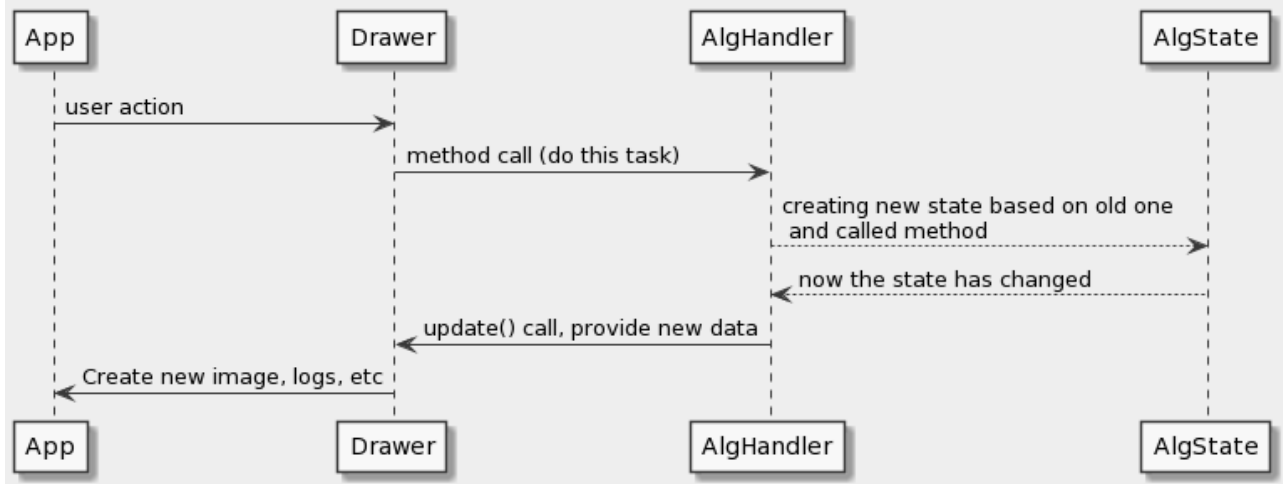 App
Drawer
AlgHandler
AlgState
user action
method call (do this task)
creating new state based on old one
and called method
now the state has changed
update() call, provide new data
Create new image, logs, etc
App
Drawer
AlgHandler
AlgState